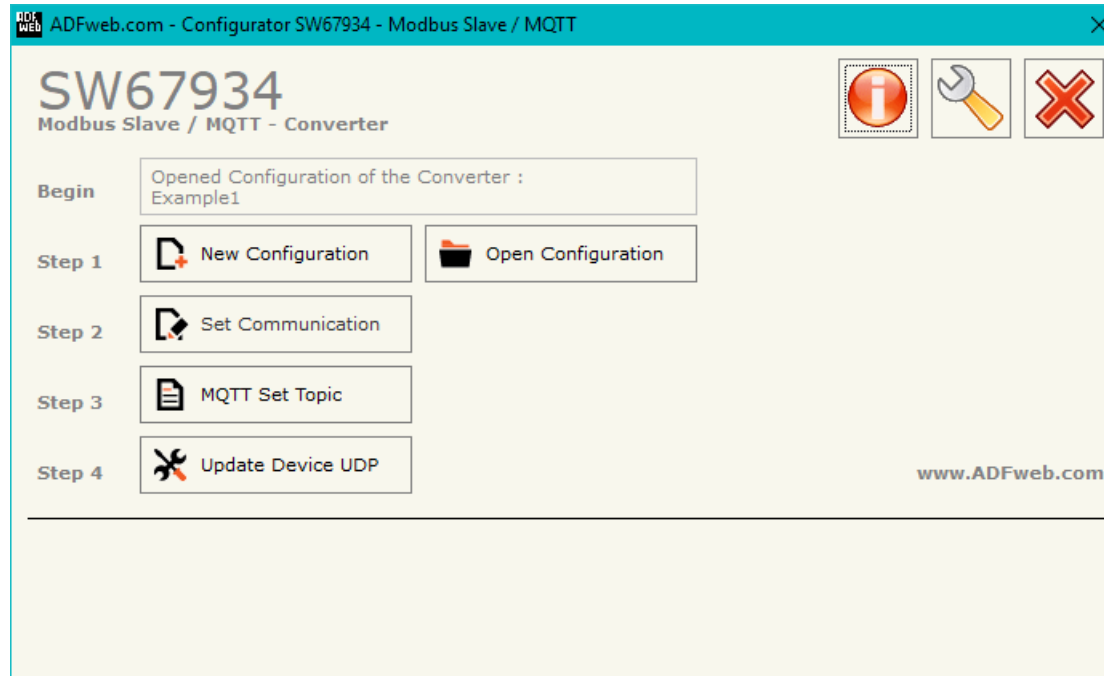 ADF WEB ADFweb.com - Configurator SW67934 - Modbus Slave / MQTT
SW67934
Modbus Slave / MQTT - Converter
Begin
Opened Configuration of the Converter :
Example1
Step 1 New Configuration Open Configuration
Step 2 Set Communication
Step 3 MQTT Set Topic
Step 4 Update Device UDP
www.ADFweb.com